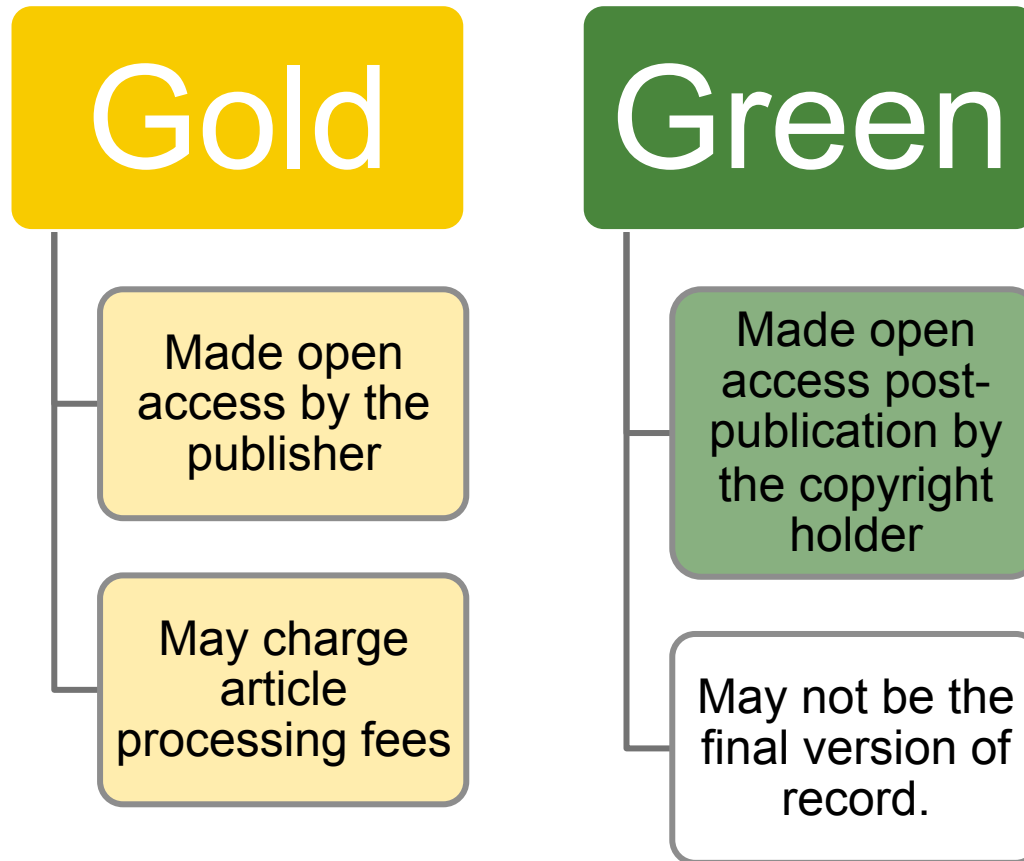 Gold
Made open
access by the
publisher
May charge
article
processing fees
Green
Made open
access post-
publication by
the copyright
holder
May not be the
final version of
record.